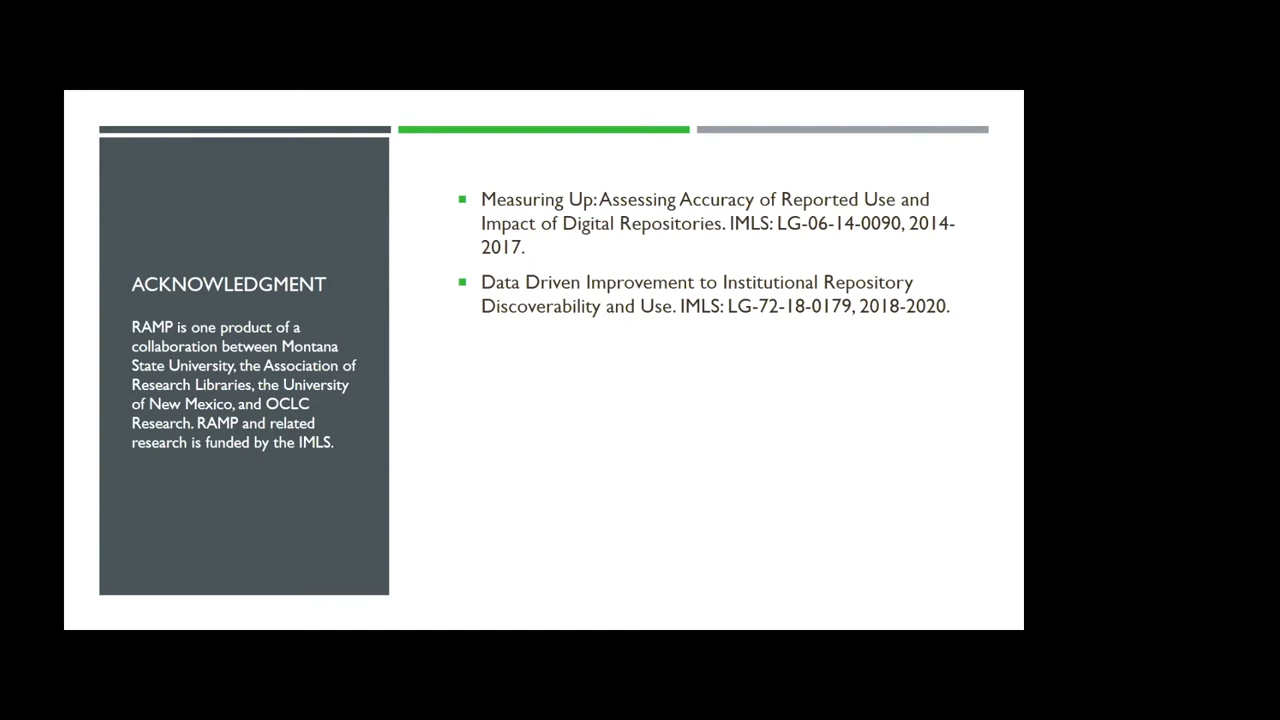 ACKNOWLEDGMENT
RAMP is one product of a
collaboration between Montana
State University, the Association of
Research Libraries, the University
of New Mexico, and OCLC
Research. RAMP and related
research is funded by the IMLS.
Measuring Up: Assessing Accuracy of Reported Use and
Impact of Digital Repositories. IMLS: LG-06-14-0090, 2014-
2017.
Data Driven Improvement to Institutional Repository
Discoverability and Use. IMLS: LG-72-18-0179, 2018-2020.